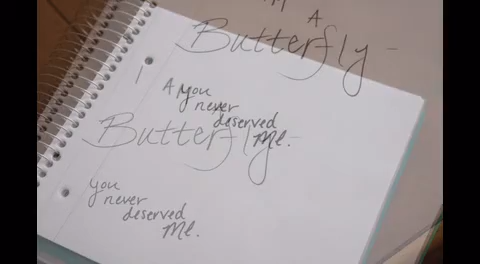 A
Butterfly-
A you
never
deserved
Me.
Butterfly-
you
never
deserved
Me.